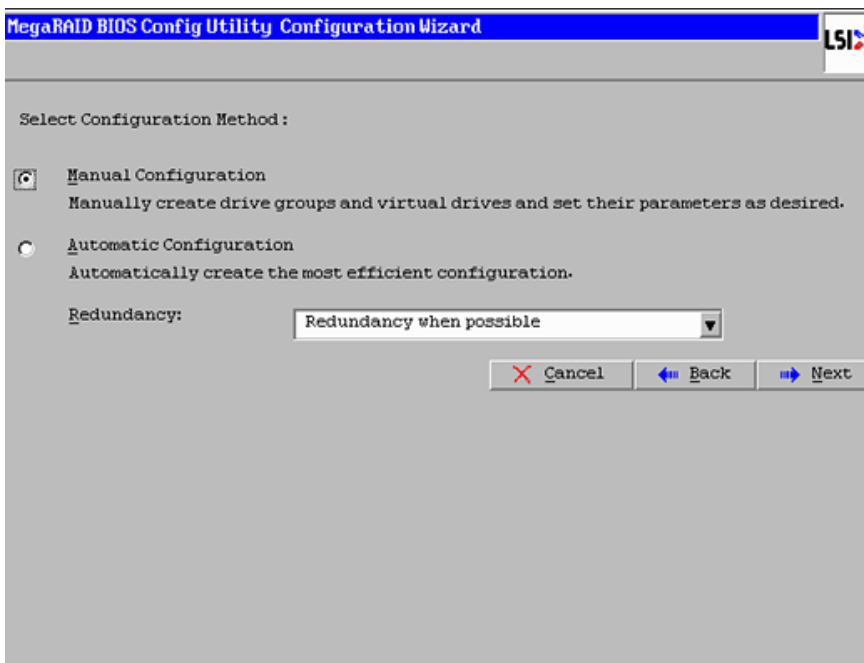 MegaRAID BIOS Config Utility Configuration Wizard
LSI
Select Configuration Method:
Manual Configuration
Manually create drive groups and virtual drives and set their parameters as desired.
Automatic Configuration
Automatically create the most efficient configuration.
Redundancy:
Redundancy when possible
Cancel
Back
Next